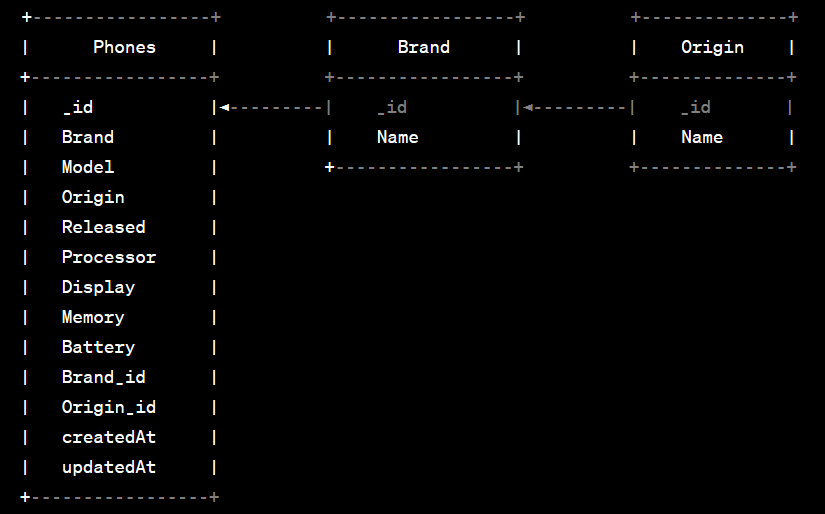 +-----------------+          +-----------------+          +--------------+
|      Phones     |          |      Brand      |          |    Origin    |
+-----------------+          +-----------------+          +--------------+
|   _id           |◄---------|    _id          |◄---------|    _id       |
|   Brand         |          |    Name         |          |    Name      |
|   Model         |          +-----------------+          +--------------+
|   Origin        |
|   Released      |
|   Processor     |
|   Display       |
|   Memory        |
|   Battery       |
|   Brand_id      |
|   Origin_id     |
|   createdAt     |
|   updatedAt     |
+-----------------+